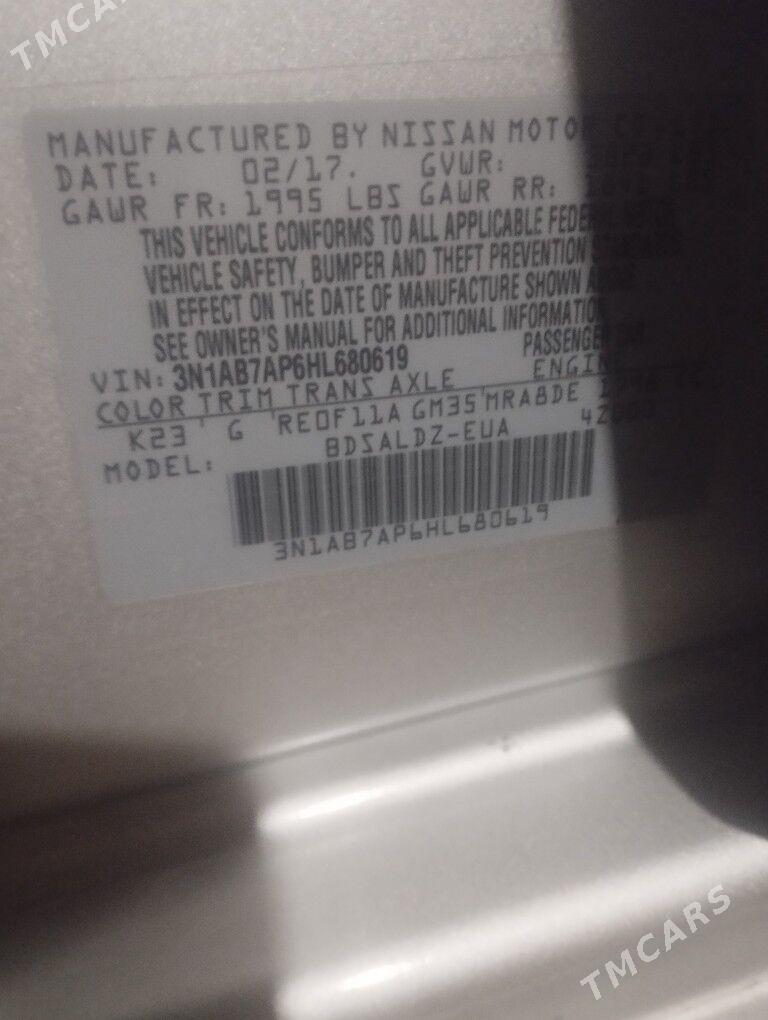 TMCARS
MANUFACTURED BY NISSAN MOTOR
DATE: 02/17. GVWR:
GAWR FR: 1995 LBS GAWR RR:
THIS VEHICLE CONFORMS TO ALL APPLICABLE
VEHICLE SAFETY, BUMPER AND THEFT PREVENTION
IN EFFECT ON THE DATE OF MANUFACTURE SHOWN
SEE OWNER'S MANUAL FOR ADDITIONAL INFORMATION
VIN: 3N1AB7AP6HL680619 PASSENGER
COLOR TRIM TRANS AXLE ENGINE
K23 G RE0F11A GM35 MRA8DE
MODEL: BDSALDZ-EUA
3N1AB7AP6HL680619
TMCARS